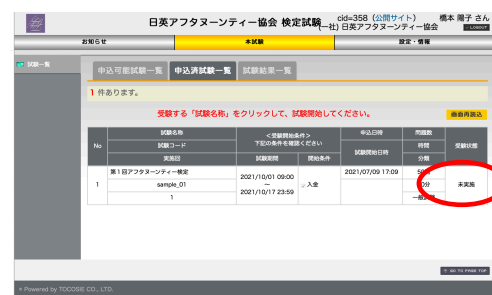 日英アフタヌーンティー協会 検定試験
cid=358（公開サイト） 橋本 陽子 さん
(一社) 日英アフタヌーンティー協会
LOGOUT
お知らせ
本試験
設定・情報
試験一覧
申込可能試験一覧
申込済試験一覧
試験結果一覧
1 件あります。
受験する「試験名称」をクリックして、試験開始してください。
画面再読込
No
試験名称
試験コード
実施回
＜受験開始条件＞
下記の条件を確認ください
試験期間
開始条件
申込日時
試験開始日時
問題数
時間
分類
受験状態
1
第1回アフタヌーンティー検定
sample_01
1
2021/10/01 09:00
～
2021/10/17 23:59
入金
2021/07/09 17:09
0分
未実施
GO TO PAGE TOP
Powered by TOCOSIE CO., LTD.